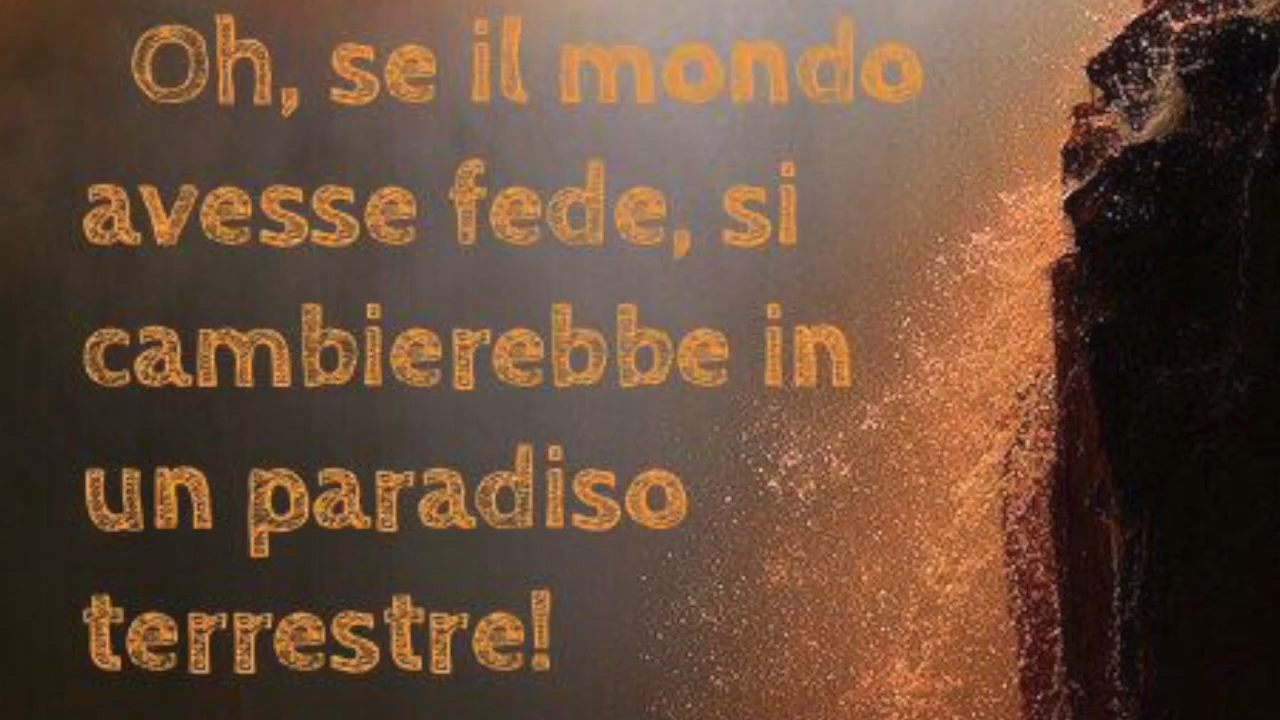 Oh, se il mondo
avesse fede, si
cambierebbe in
un paradiso
terrestre!